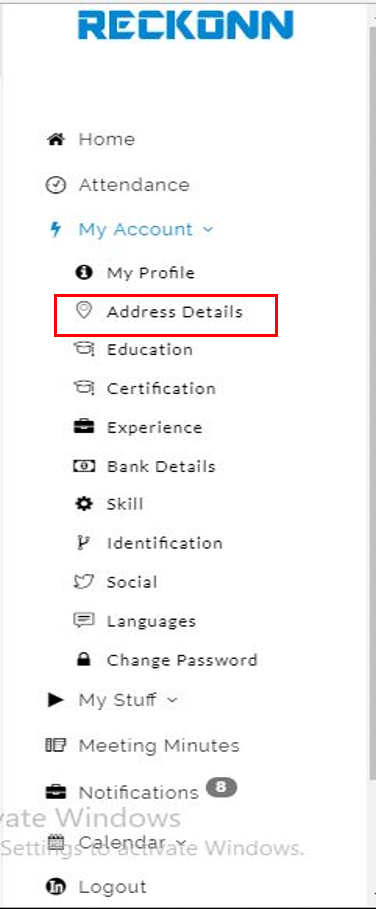 RECKONN
Home
Attendance
My Account
My Profile
Address Details
Education
Certification
Experience
Bank Details
Skill
Identification
Social
Languages
Change Password
My Stuff
Meeting Minutes
Notifications 8
vate Windows
Calendar
Settings to activate Windows.
Logout